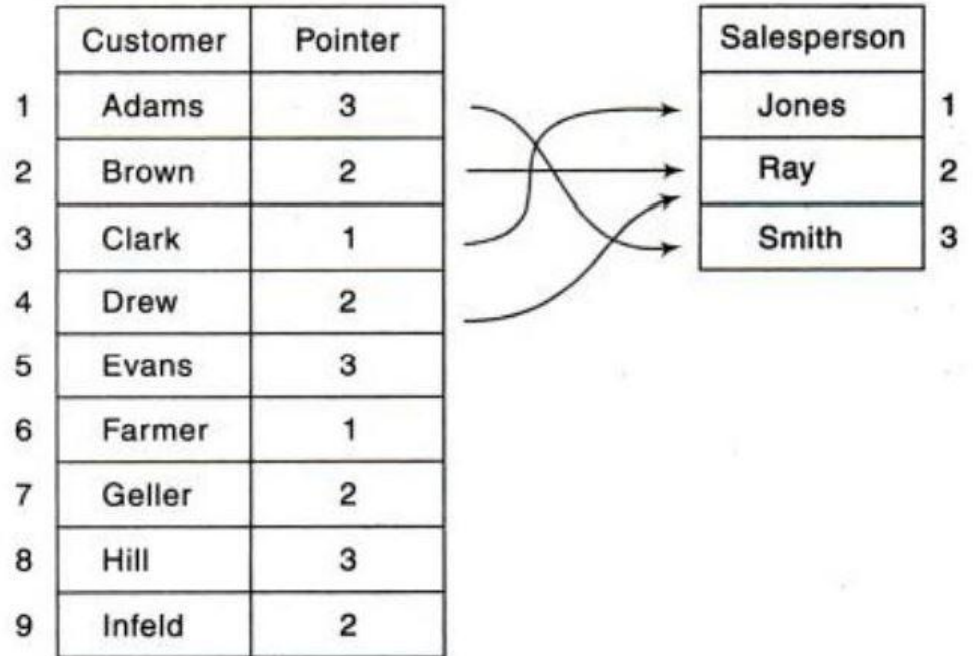 Customer Pointer
1 Adams 3
2 Brown 2
3 Clark 1
4 Drew 2
5 Evans 3
6 Farmer 1
7 Geller 2
8 Hill 3
9 Infeld 2
Salesperson
Jones 1
Ray 2
Smith 3